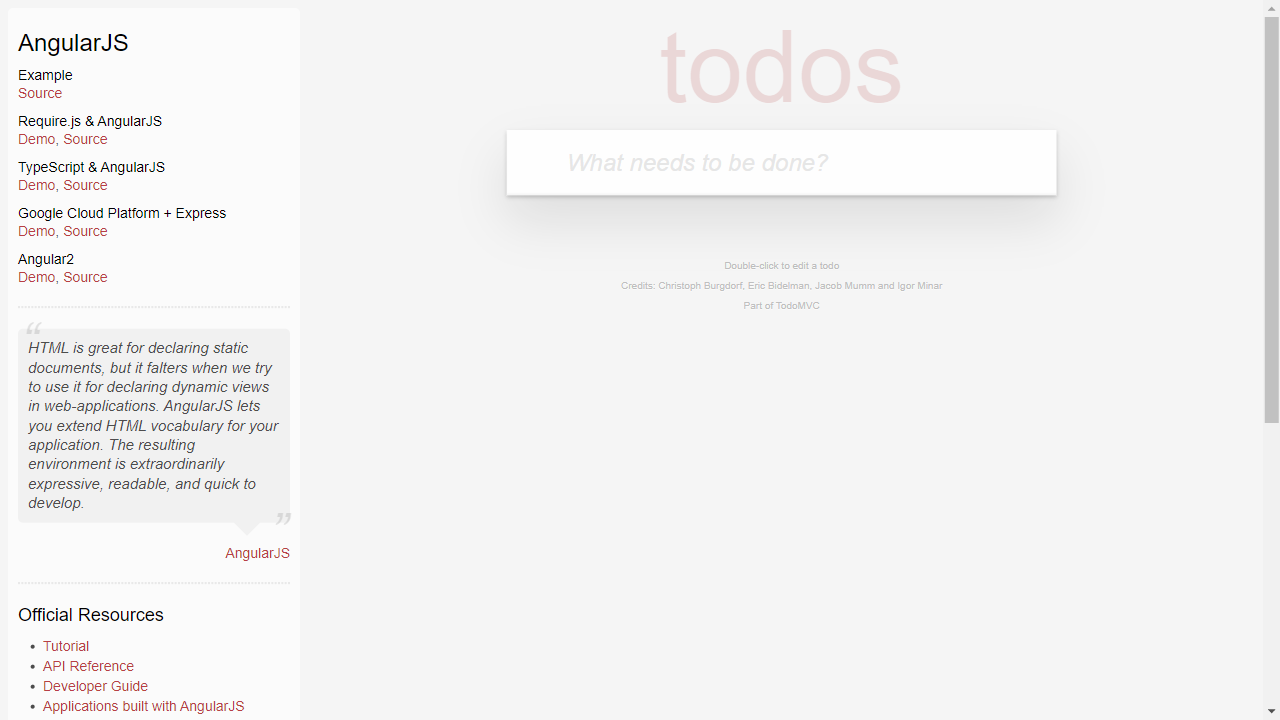 AngularJS
Example
Source
Require.js & AngularJS
Demo, Source
TypeScript & AngularJS
Demo, Source
Google Cloud Platform + Express
Demo, Source
Angular2
Demo, Source
“
HTML is great for declaring static
documents, but it falters when we try
to use it for declaring dynamic views
in web-applications. AngularJS lets
you extend HTML vocabulary for your
application. The resulting
environment is extraordinarily
expressive, readable, and quick to
develop.
”
AngularJS
Official Resources
• Tutorial
• API Reference
• Developer Guide
• Applications built with AngularJS
todos
What needs to be done?
Double-click to edit a todo
Credits: Christoph Burgdorf, Eric Bidelman, Jacob Mumm and Igor Minar
Part of TodoMVC